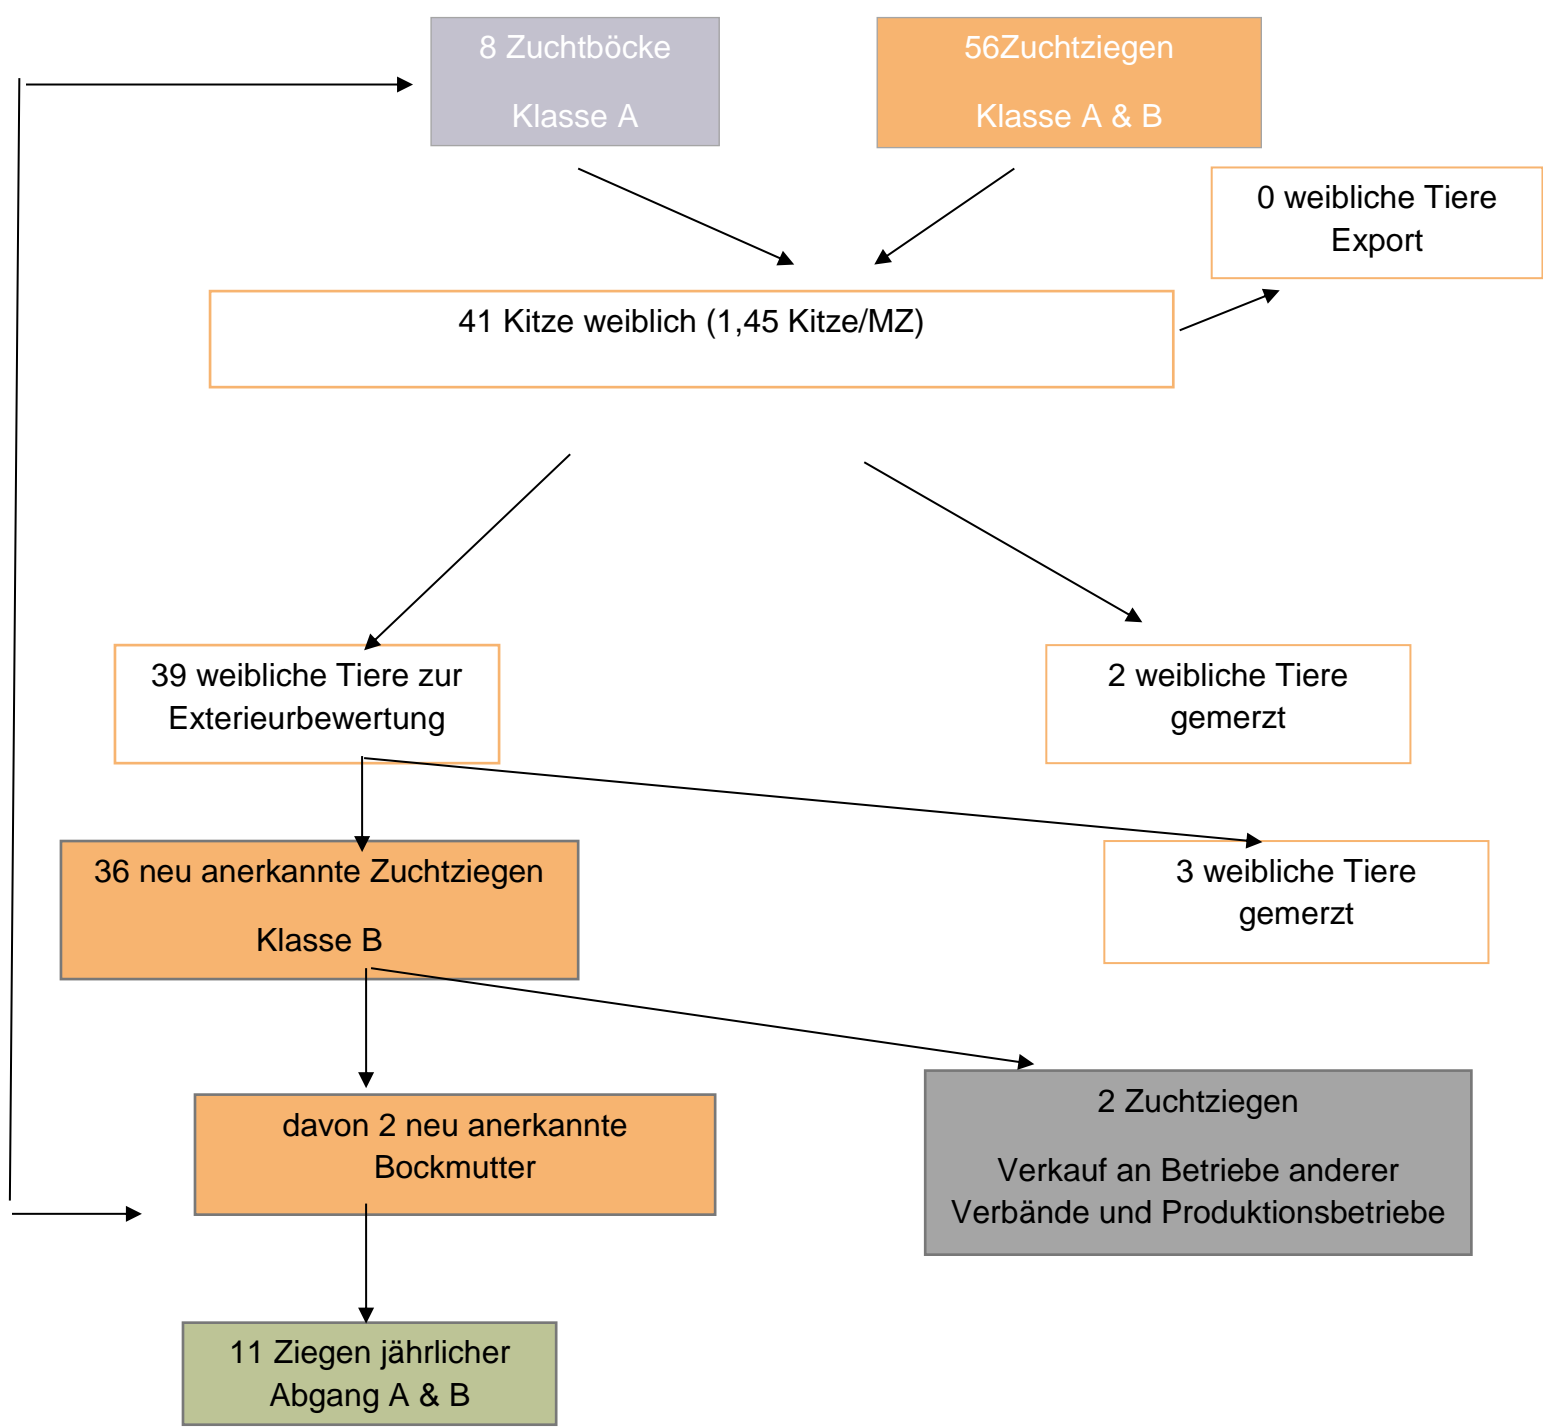 8 Zuchtböcke
Klasse A
56Zuchtziegen
Klasse A & B
0 weibliche Tiere
Export
41 Kitze weiblich (1,45 Kitze/MZ)
39 weibliche Tiere zur
Exterieurbewertung
2 weibliche Tiere
gemerzt
36 neu anerkannte Zuchtziegen
Klasse B
3 weibliche Tiere
gemerzt
davon 2 neu anerkannte
Bockmutter
2 Zuchtziegen
Verkauf an Betriebe anderer
Verbände und Produktionsbetriebe
11 Ziegen jährlicher
Abgang A & B